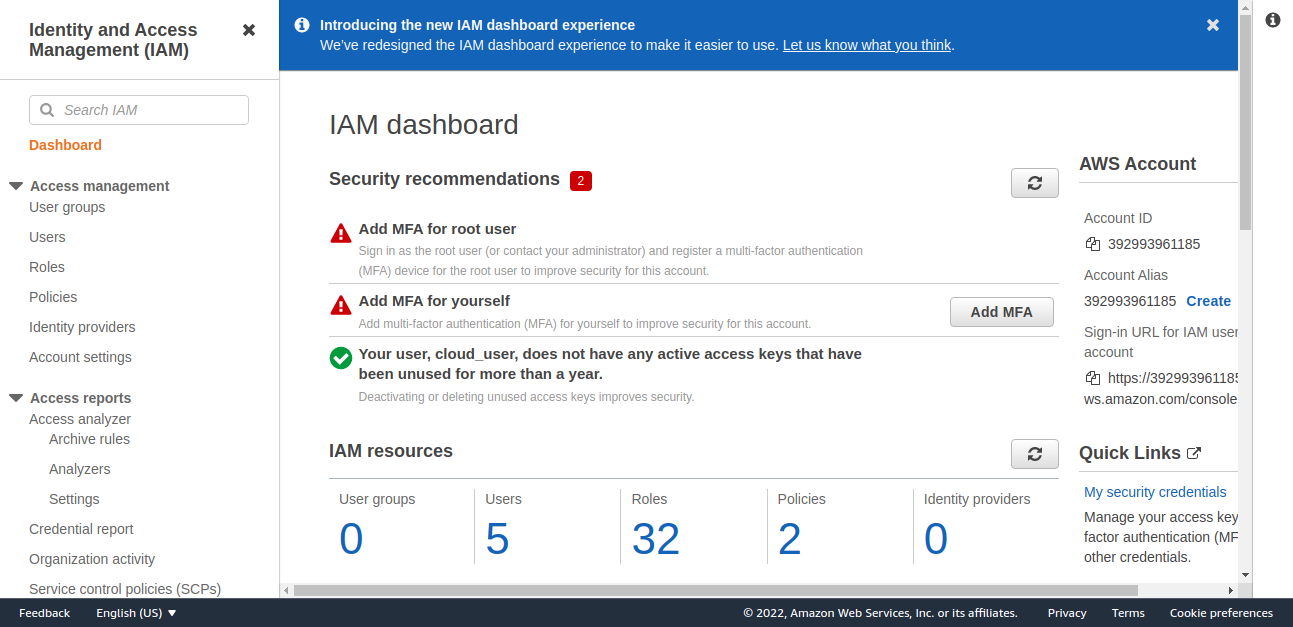 Identity and Access
Management (IAM)
Search IAM
Dashboard
Access management
User groups
Users
Roles
Policies
Identity providers
Account settings
Access reports
Access analyzer
Archive rules
Analyzers
Settings
Credential report
Organization activity
Service control policies (SCPs)
Introducing the new IAM dashboard experience
We've redesigned the IAM dashboard experience to make it easier to use. Let us know what you think.
IAM dashboard
Security recommendations 2
Add MFA for root user
Sign in as the root user (or contact your administrator) and register a multi-factor authentication
(MFA) device for the root user to improve security for this account.
Add MFA for yourself
Add multi-factor authentication (MFA) for yourself to improve security for this account.
Add MFA
Your user, cloud_user, does not have any active access keys that have
been unused for more than a year.
Deactivating or deleting unused access keys improves security.
IAM resources
User groups
0
Users
5
Roles
32
Policies
2
Identity providers
0
AWS Account
Account ID
392993961185
Account Alias
392993961185 Create
Sign-in URL for IAM user
account
https://392993961185
ws.amazon.com/console
Quick Links
My security credentials
Manage your access key
factor authentication (MF
other credentials.
Feedback
English (US)
© 2022, Amazon Web Services, Inc. or its affiliates.
Privacy
Terms
Cookie preferences